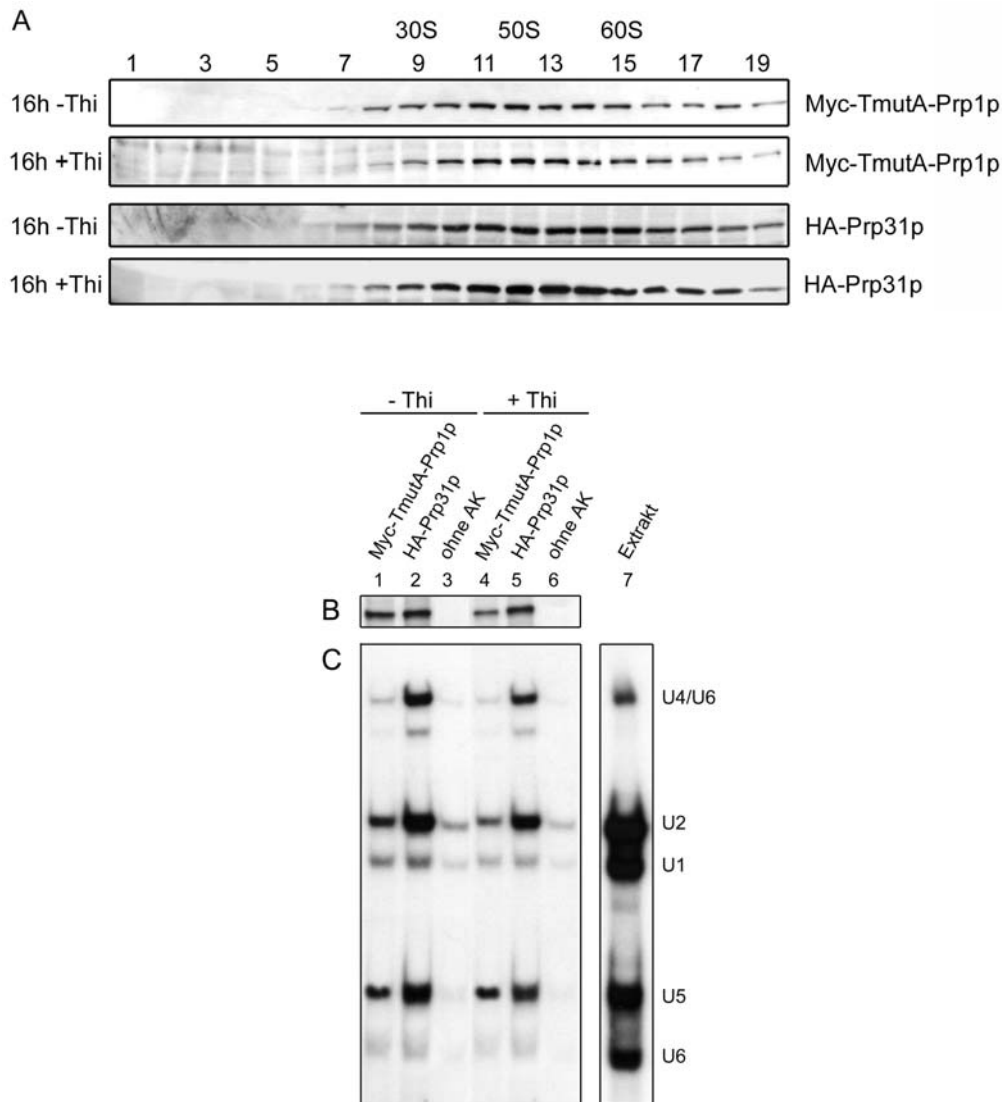 A
30S 50S 60S
1 3 5 7 9 11 13 15 17 19
16h -Thi Myc-TmutA-Prp1p
16h +Thi Myc-TmutA-Prp1p
16h -Thi HA-Prp31p
16h +Thi HA-Prp31p
- Thi + Thi
Myc-TmutA-Prp1p HA-Prp31p ohne AK Myc-TmutA-Prp1p HA-Prp31p ohne AK Extrakt
1 2 3 4 5 6 7
B
C
U4/U6
U2
U1
U5
U6